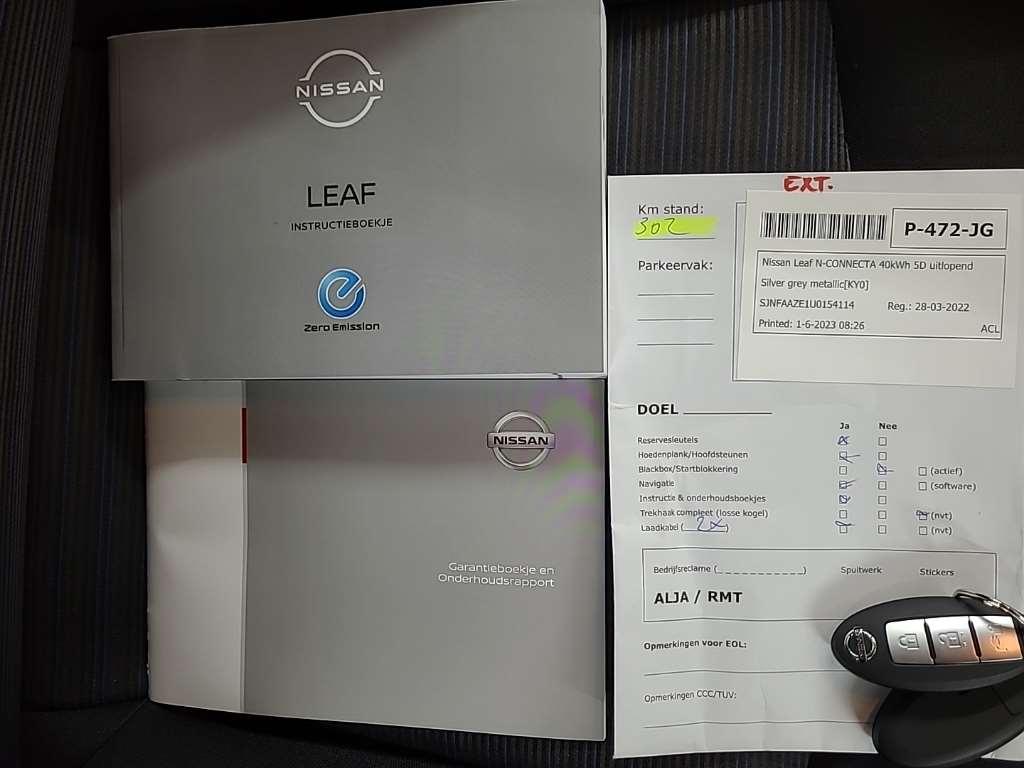 NISSAN
LEAF
INSTRUCTIEBOEKJE
Zero Emission
NISSAN
Garantieboekje en
Onderhoudsrapport
EXT.
Km stand:
302
Parkeervak:
P-472-JG
Nissan Leaf N-CONNECTA 40kWh 5D uitlopend
Silver grey metallic[KY0]
SJNFAAZE1U0154114 Reg.: 28-03-2022
Printed: 1-6-2023 08:26 ACL
DOEL
Ja Nee
Reservesleutels
Hoedenplank/Hoofdsteunen
Blackbox/Startblokkering (actief)
Navigatie (software)
Instructie & onderhoudsboekjes
Trekhaak compleet (losse kogel) (nvt)
Laadkabel ( 2x ) (nvt)
Bedrijfsreclame (__________) Spuitwerk Stickers
ALJA / RMT
Opmerkingen voor EOL:
Opmerkingen CCC/TUV:
NISSAN